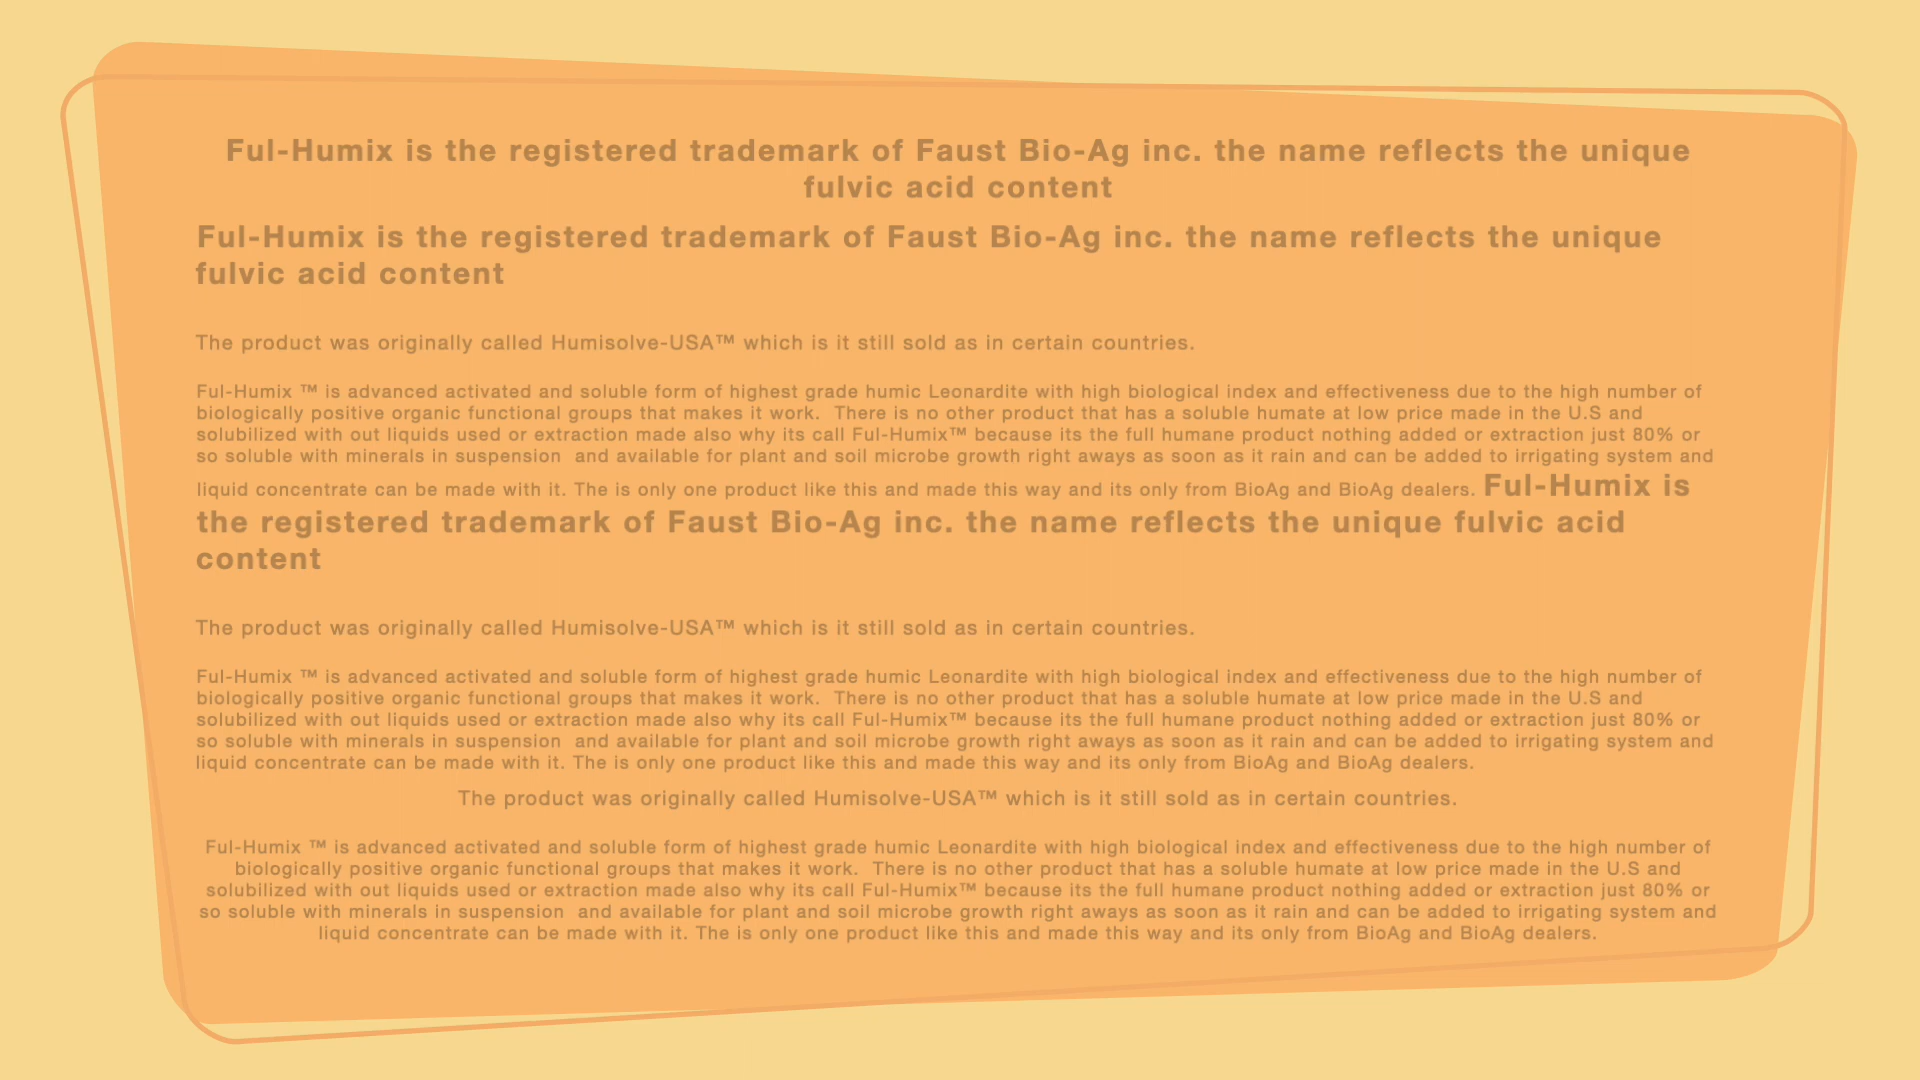 Ful-Humix is the registered trademark of Faust Bio-Ag inc. the name reflects the unique
fulvic acid content
Ful-Humix is the registered trademark of Faust Bio-Ag inc. the name reflects the unique
fulvic acid content
The product was originally called Humisolve-USA™ which is it still sold as in certain countries.
Ful-Humix ™ is advanced activated and soluble form of highest grade humic Leonardite with high biological index and effectiveness due to the high number of
biologically positive organic functional groups that makes it work.  There is no other product that has a soluble humate at low price made in the U.S and
solubilized with out liquids used or extraction made also why its call Ful-Humix™ because its the full humane product nothing added or extraction just 80% or
so soluble with minerals in suspension  and available for plant and soil microbe growth right aways as soon as it rain and can be added to irrigating system and
liquid concentrate can be made with it. The is only one product like this and made this way and its only from BioAg and BioAg dealers. Ful-Humix is
the registered trademark of Faust Bio-Ag inc. the name reflects the unique fulvic acid
content
The product was originally called Humisolve-USA™ which is it still sold as in certain countries.
Ful-Humix ™ is advanced activated and soluble form of highest grade humic Leonardite with high biological index and effectiveness due to the high number of
biologically positive organic functional groups that makes it work.  There is no other product that has a soluble humate at low price made in the U.S and
solubilized with out liquids used or extraction made also why its call Ful-Humix™ because its the full humane product nothing added or extraction just 80% or
so soluble with minerals in suspension  and available for plant and soil microbe growth right aways as soon as it rain and can be added to irrigating system and
liquid concentrate can be made with it. The is only one product like this and made this way and its only from BioAg and BioAg dealers.
The product was originally called Humisolve-USA™ which is it still sold as in certain countries.
Ful-Humix ™ is advanced activated and soluble form of highest grade humic Leonardite with high biological index and effectiveness due to the high number of
biologically positive organic functional groups that makes it work.  There is no other product that has a soluble humate at low price made in the U.S and
solubilized with out liquids used or extraction made also why its call Ful-Humix™ because its the full humane product nothing added or extraction just 80% or
so soluble with minerals in suspension  and available for plant and soil microbe growth right aways as soon as it rain and can be added to irrigating system and
liquid concentrate can be made with it. The is only one product like this and made this way and its only from BioAg and BioAg dealers.